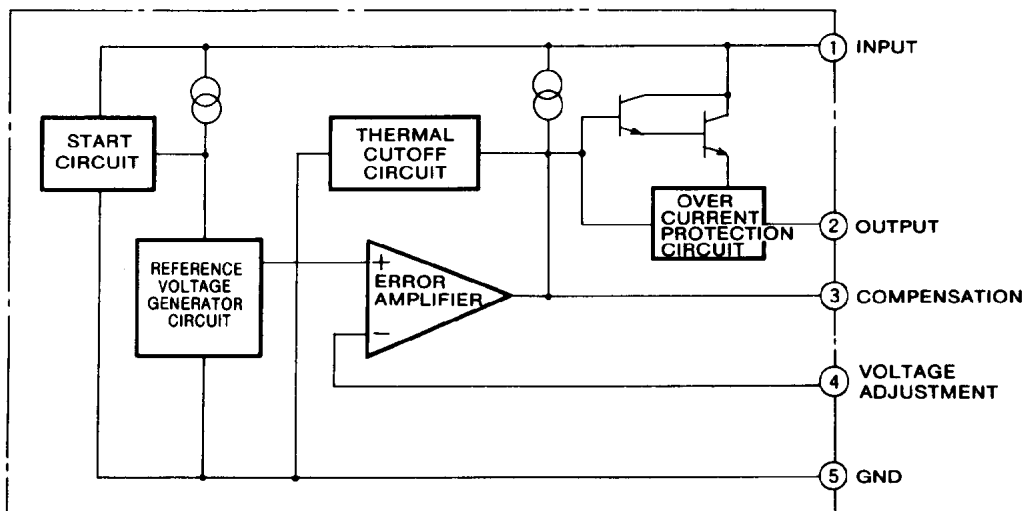 1 INPUT
START
CIRCUIT
THERMAL
CUTOFF
CIRCUIT
OVER
CURRENT
PROTECTION
CIRCUIT
2 OUTPUT
REFERENCE
VOLTAGE
GENERATOR
CIRCUIT
+
ERROR
AMPLIFIER
−
3 COMPENSATION
4 VOLTAGE
ADJUSTMENT
5 GND